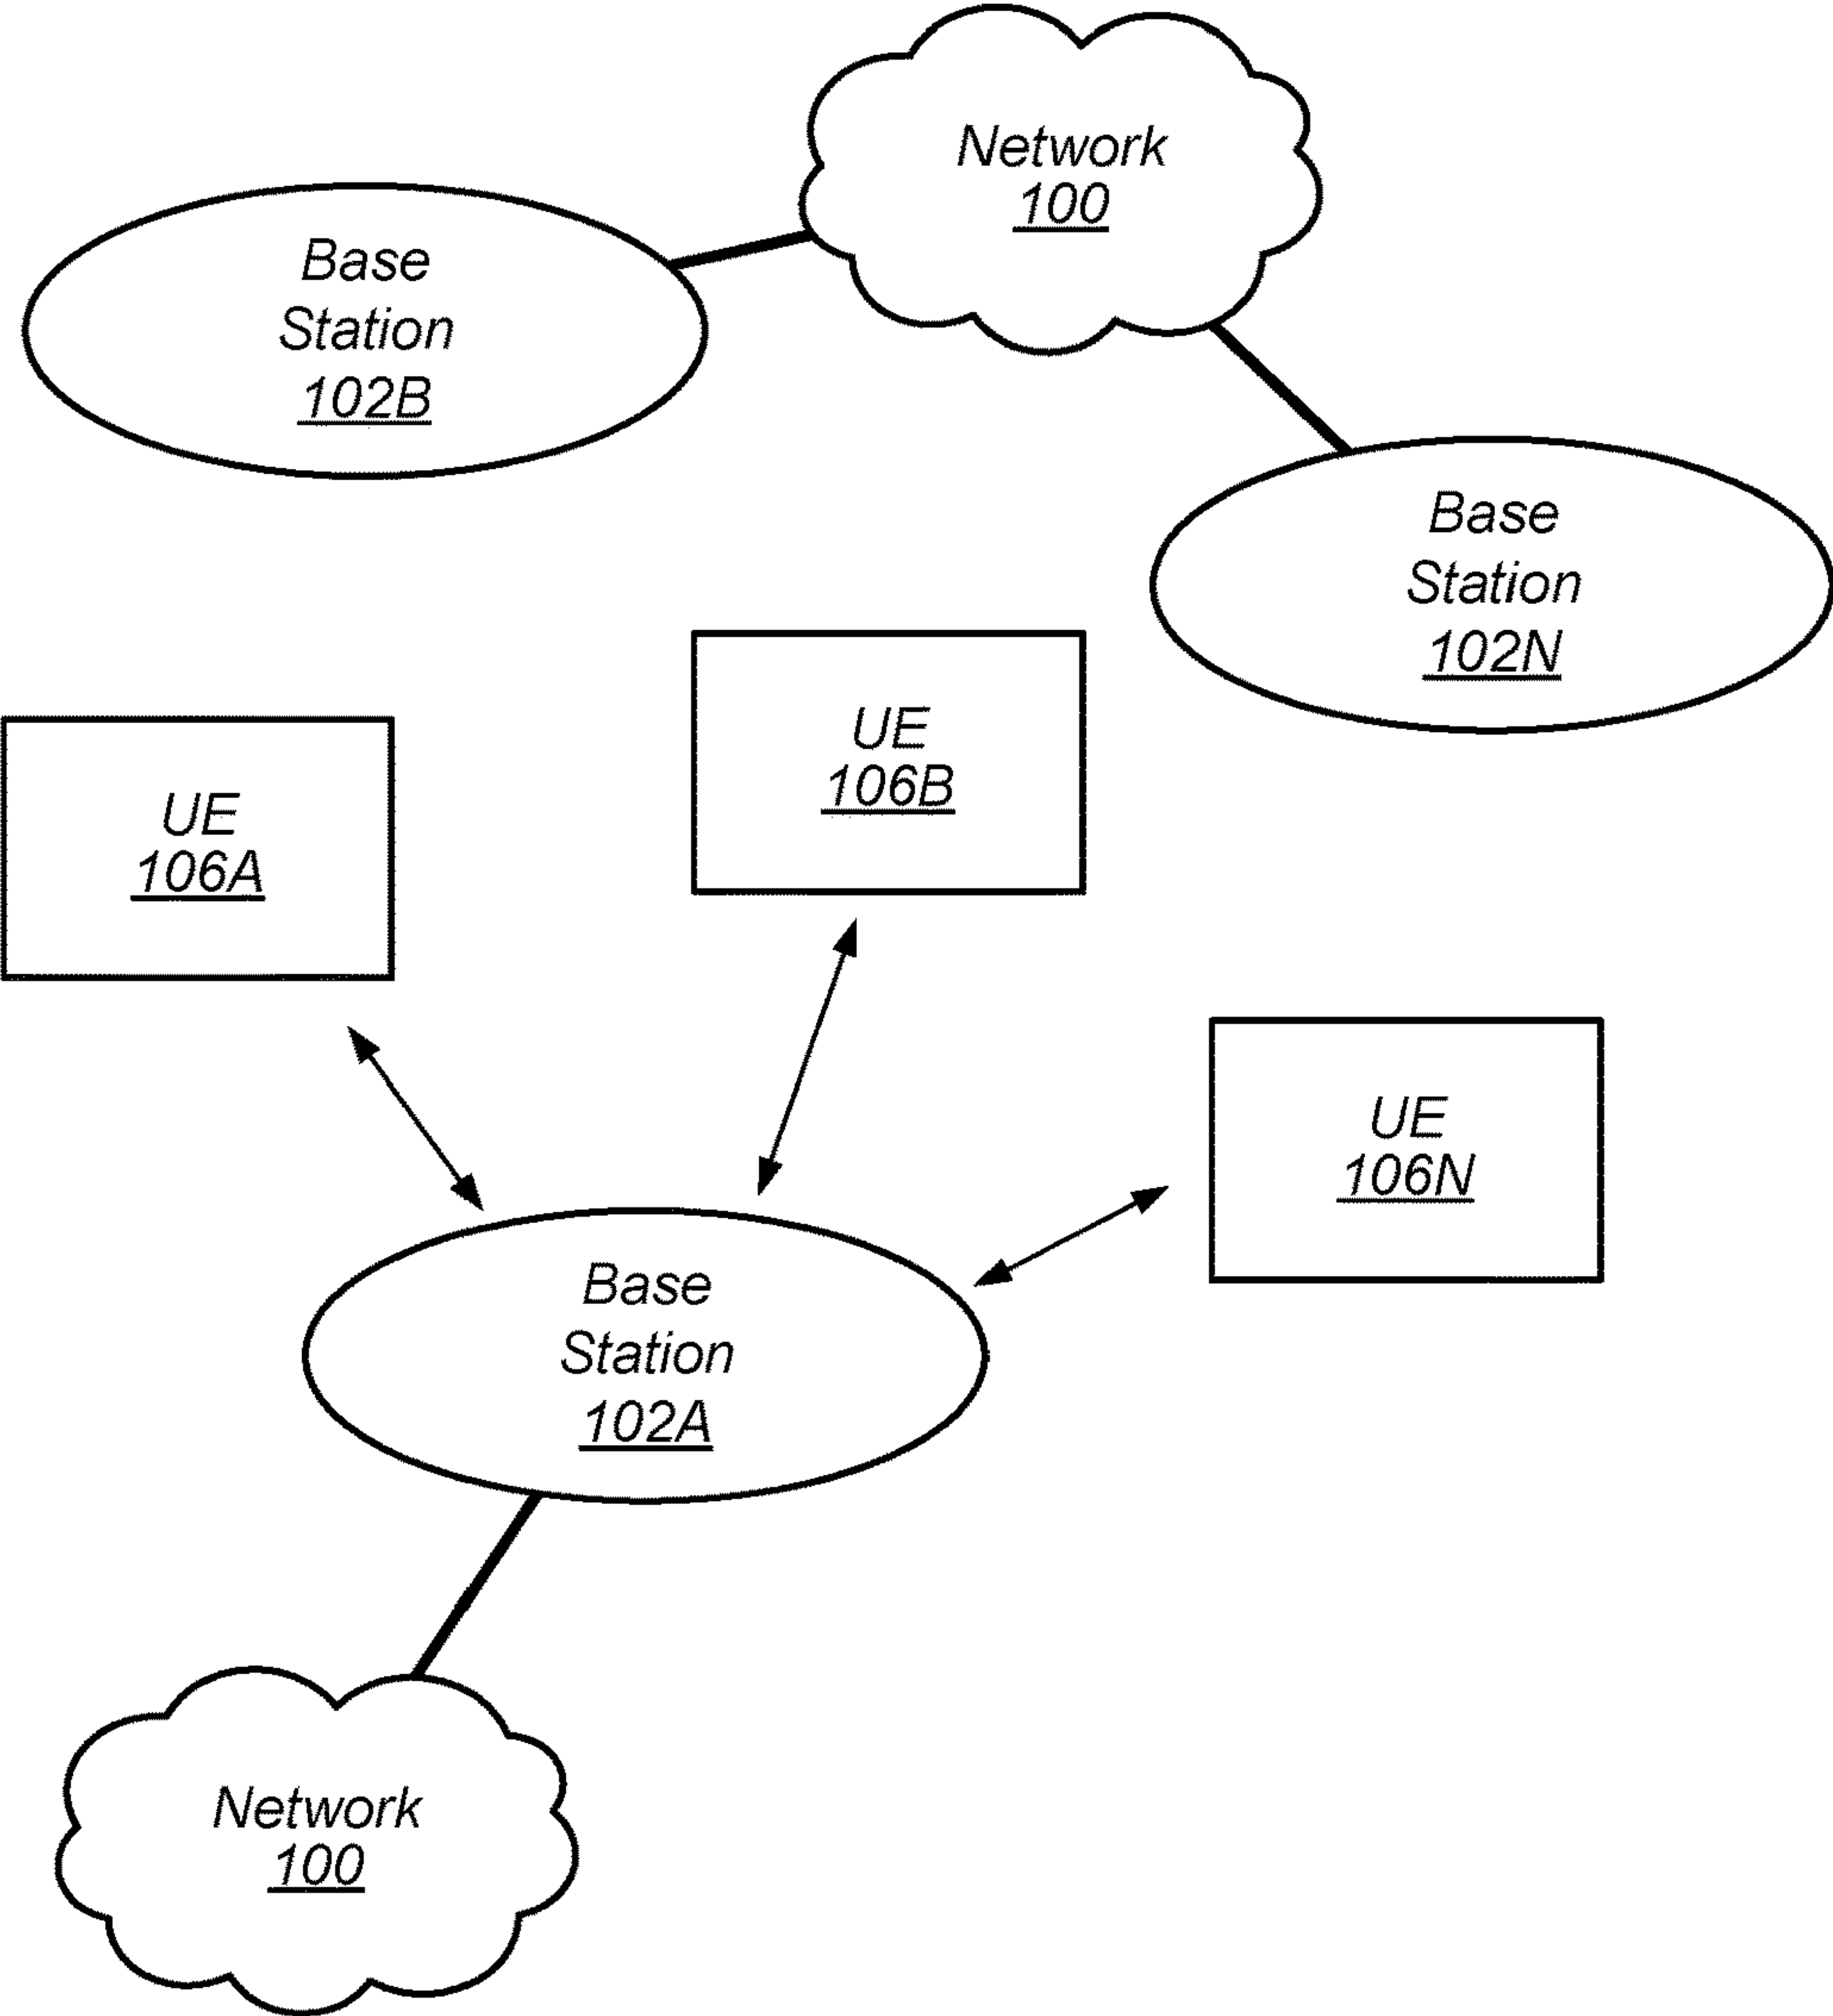 Network
100
Base
Station
102B
Base
Station
102N
UE
106B
UE
106A
UE
106N
Base
Station
102A
Network
100